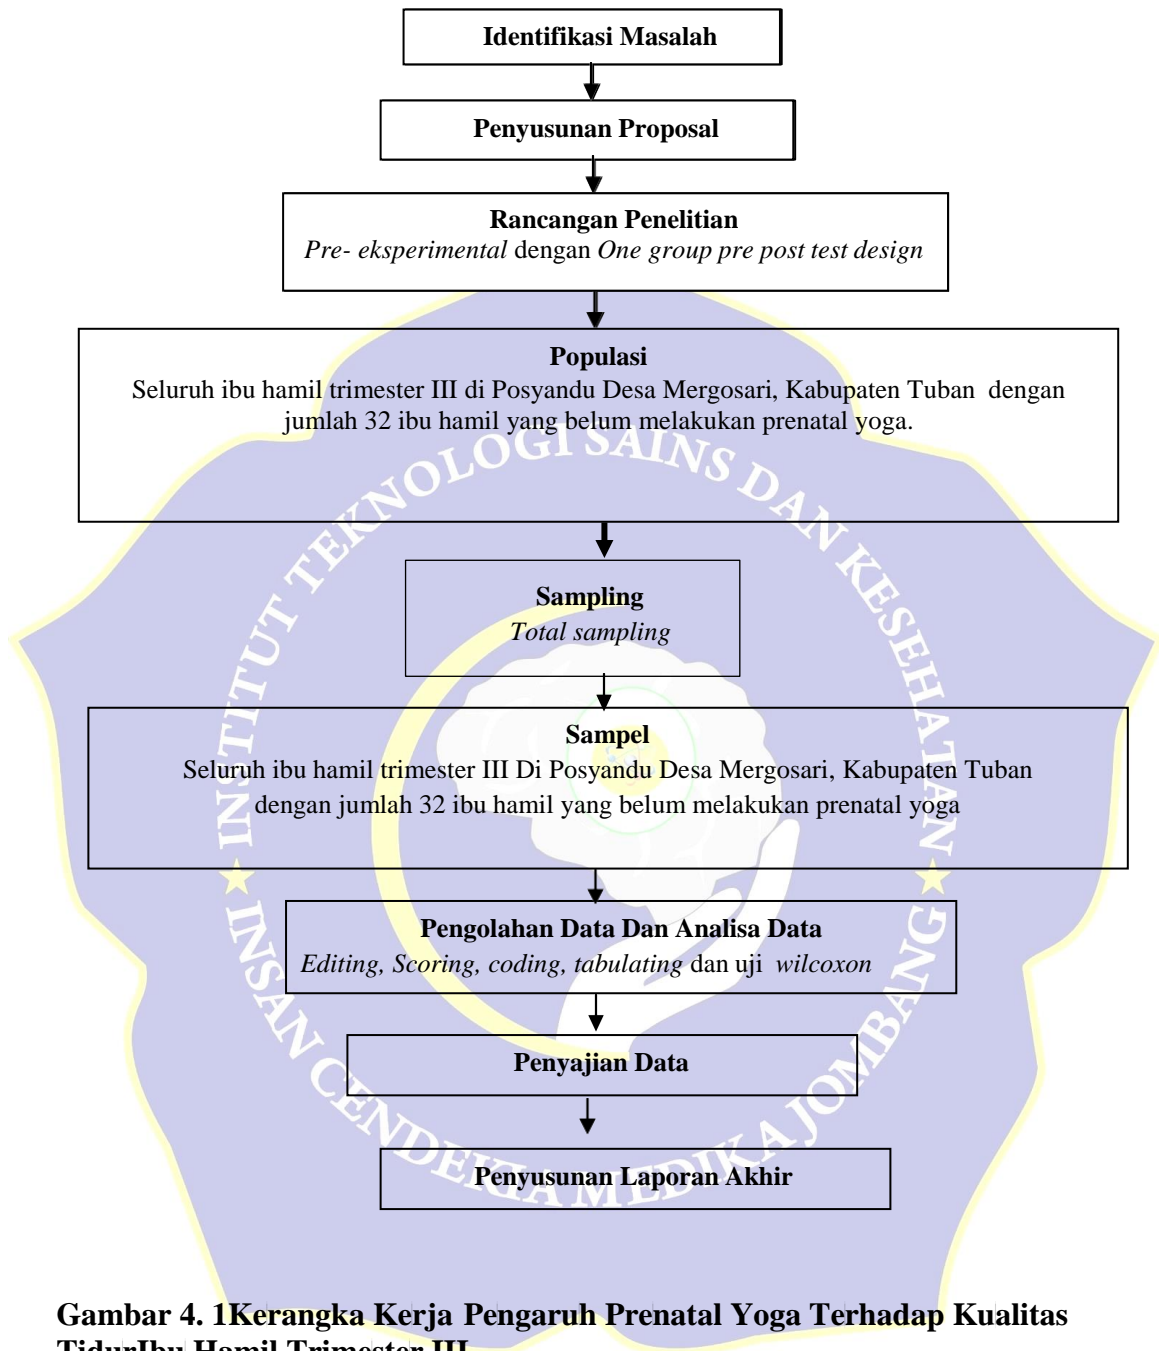 Identifikasi Masalah
Penyusunan Proposal
Rancangan Penelitian
Pre- eksperimental dengan One group pre post test design
Populasi
Seluruh ibu hamil trimester III di Posyandu Desa Mergosari, Kabupaten Tuban dengan
jumlah 32 ibu hamil yang belum melakukan prenatal yoga.
INSTITUT TEKNOLOGI SAINS DAN KESEHATAN
Sampling
Total sampling
Sampel
Seluruh ibu hamil trimester III Di Posyandu Desa Mergosari, Kabupaten Tuban
dengan jumlah 32 ibu hamil yang belum melakukan prenatal yoga
Pengolahan Data Dan Analisa Data
Editing, Scoring, coding, tabulating dan uji wilcoxon
Penyajian Data
INSAN CENDEKIA MEDIKA JOMBANG
Penyusunan Laporan Akhir
Gambar 4. 1Kerangka Kerja Pengaruh Prenatal Yoga Terhadap Kualitas
TidurIbu Hamil Trimester III